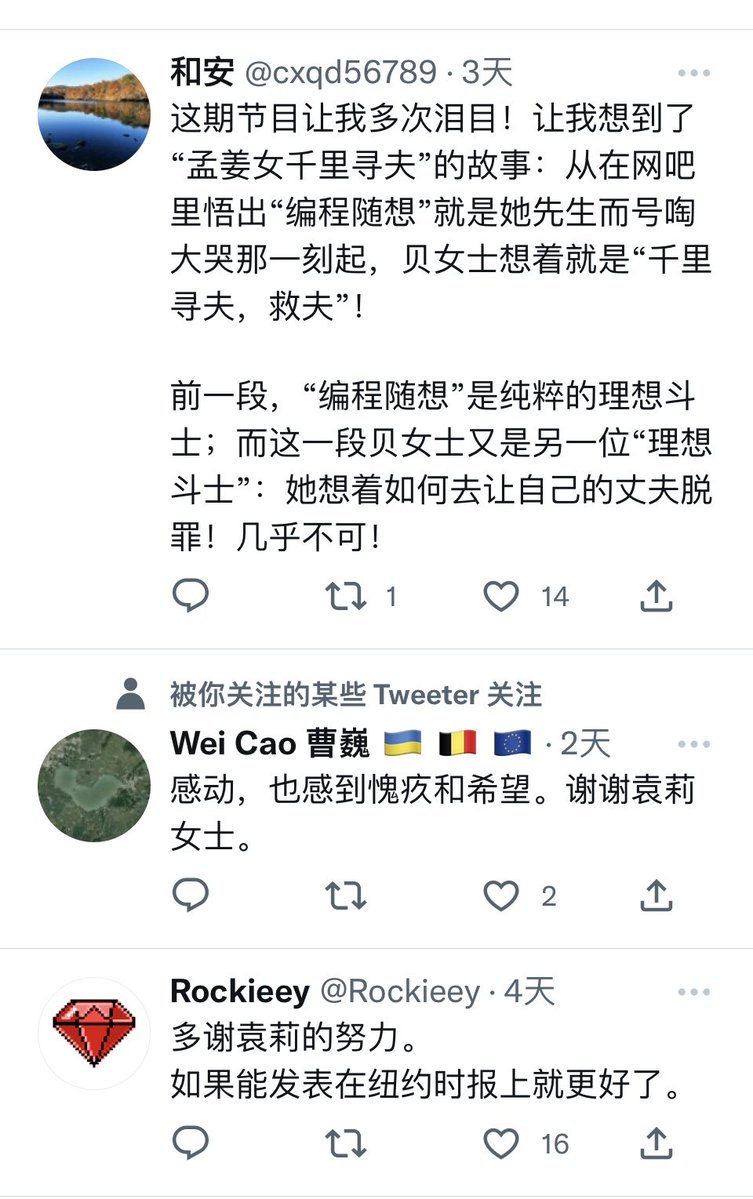 和安 @cxqd56789 · 3天
这期节目让我多次泪目！让我想到了
“孟姜女千里寻夫”的故事：从在网吧
里悟出“编程随想”就是她先生而号啕
大哭那一刻起，贝女士想着就是“千里
寻夫，救夫”！
前一段，“编程随想”是纯粹的理想斗
士；而这一段贝女士又是另一位“理想
斗士”：她想着如何去让自己的丈夫脱
罪！几乎不可！
1 14
被你关注的某些 Tweeter 关注
Wei Cao 曹巍 🇺🇦 🇧🇪 🇪🇺 · 2天
感动，也感到愧疚和希望。谢谢袁莉
女士。
2
Rockieey @Rockieey · 4天
多谢袁莉的努力。
如果能发表在纽约时报上就更好了。
16